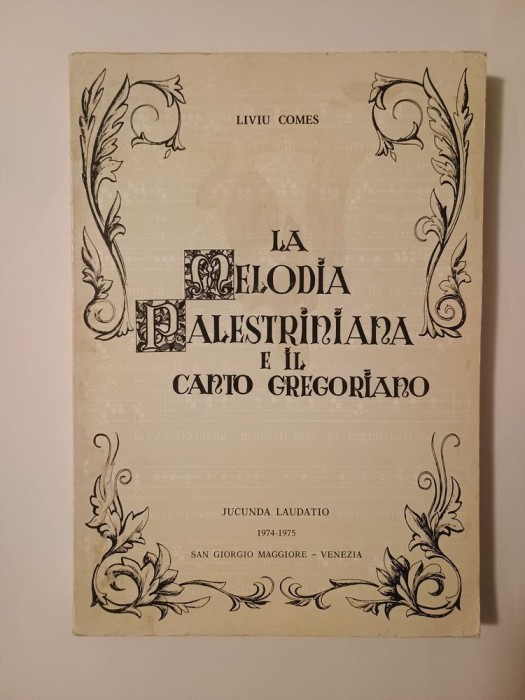 LIVIU COMES
LA
MELODIA
PALESTRINIANA
E IL
CANTO GREGORIANO
JUCUNDA LAUDATIO
1974-1975
SAN GIORGIO MAGGIORE – VENEZIA